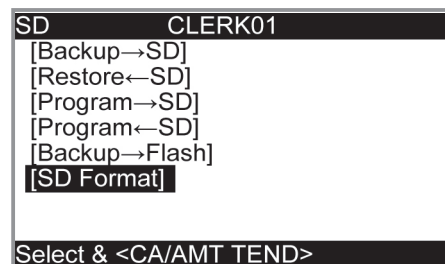 SD CLERK01
[Backup→SD]
[Restore←SD]
[Program→SD]
[Program←SD]
[Backup→Flash]
[SD Format]
Select & <CA/AMT TEND>